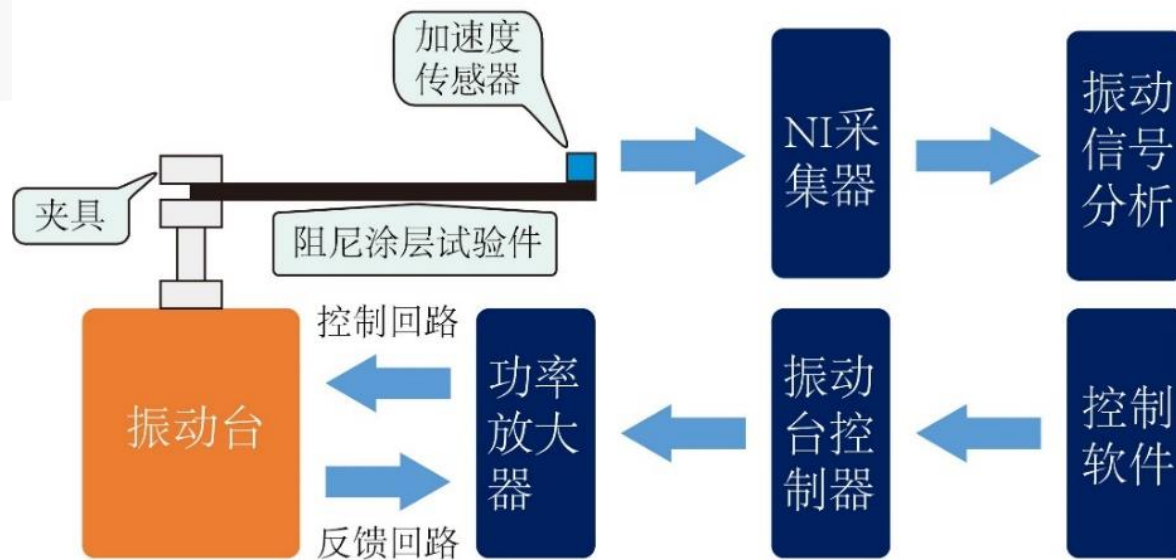 加速度
传感器
NI采
集器
振动
信号
分析
夹具
阻尼涂层试验件
控制回路
振动台
反馈回路
功率
放大
器
振动
台控
制器
控制
软件